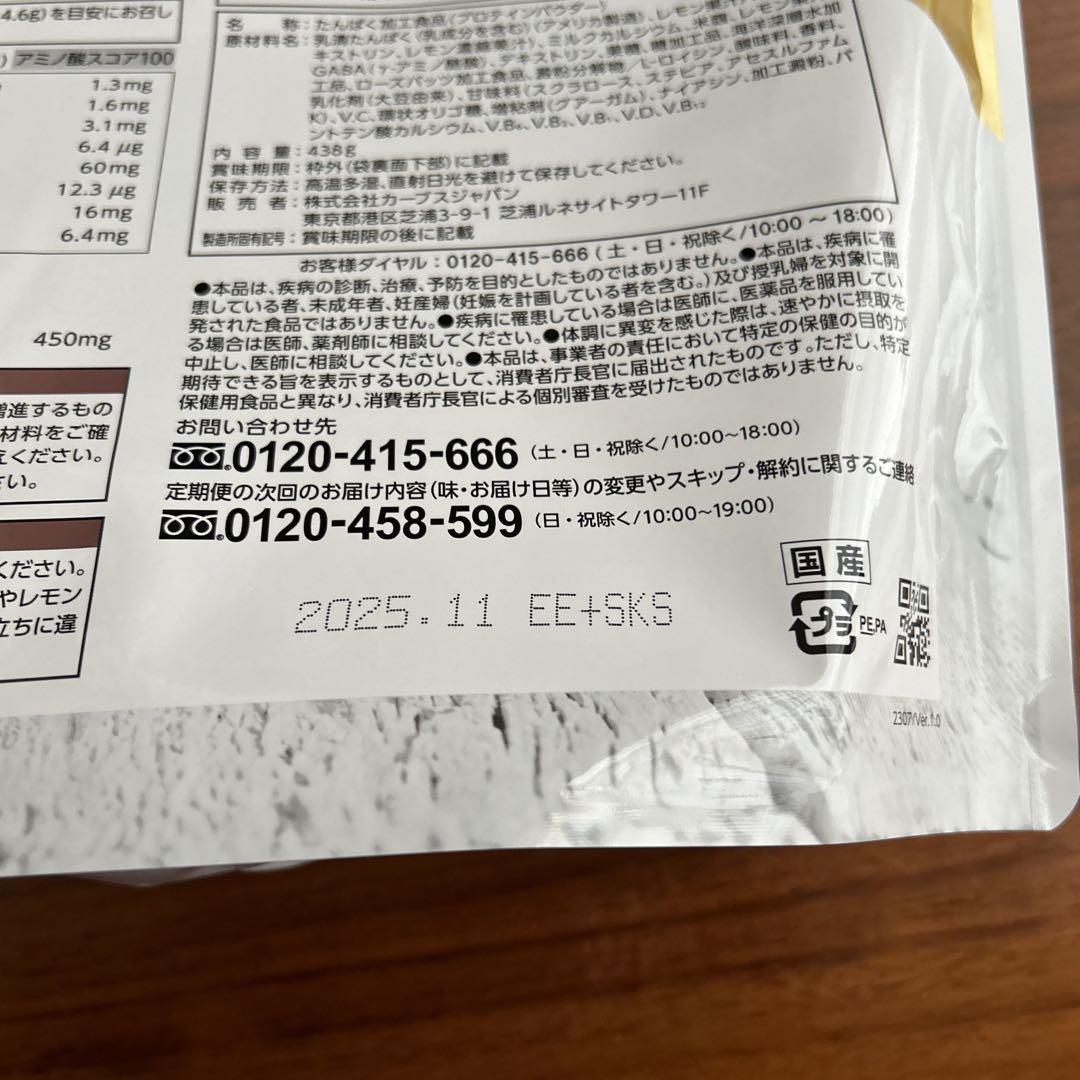 4.6g)を目安にお召し
アミノ酸スコア100
1.3mg
1.6mg
3.1mg
6.4μg
60mg
12.3μg
16mg
6.4mg
450mg
増進するもの
材料をご確
ください。
さい。
ください。
やレモン
立ちに違
名 称:たんぱく加工食品(プロテインパウダー)
原材料名:乳清たんぱく(乳成分を含む)(アメリカ製造)、レモン果汁
キストリン、レモン濃縮果汁)、ミルクカルシウム、米麹、レモン果
GABA(γ-アミノ酪酸)、デキストリン、黒糖、糖加工品、海洋深層水加
工品、ローズパッツ加工食品、澱粉分解物/L-ロイシン、酸味料、香料、
乳化剤(大豆由来)、甘味料(スクラロース、ステビア、アセスルファム
K)、V.C、環状オリゴ糖、増粘剤(グアーガム)、ナイアシン、加工澱粉、パ
ントテン酸カルシウム、V.B₆、V.B₂、V.B₁、V.D、V.B₁₂
内 容 量:438g
賞味期限:枠外(袋裏面下部)に記載
保存方法:高温多湿、直射日光を避けて保存してください。
販 売 者:株式会社カーブスジャパン
東京都港区芝浦3-9-1 芝浦ルネサイトタワー11F
製造所固有記号:賞味期限の後に記載
お客様ダイヤル:0120-415-666(土・日・祝除く/10:00~18:00)
●本品は、疾病の診断、治療、予防を目的としたものではありません。●本品は、疾病に罹
患している者、未成年者、妊産婦(妊娠を計画している者を含む。)及び授乳婦を対象に開
発された食品ではありません。●疾病に罹患している場合は医師に、医薬品を服用してい
る場合は医師、薬剤師に相談してください。●体調に異変を感じた際は、速やかに摂取を
中止し、医師に相談してください。●本品は、事業者の責任において特定の保健の目的が
期待できる旨を表示するものとして、消費者庁長官に届出されたものです。ただし、特定
保健用食品と異なり、消費者庁長官による個別審査を受けたものではありません。
お問い合わせ先
0120-415-666(土・日・祝除く/10:00~18:00)
定期便の次回のお届け内容(味・お届け日等)の変更やスキップ・解約に関するご連絡
0120-458-599(日・祝除く/10:00~19:00)
2025.11 EE+SKS
国産
プラ PE,PA
2307/Ver.1.0